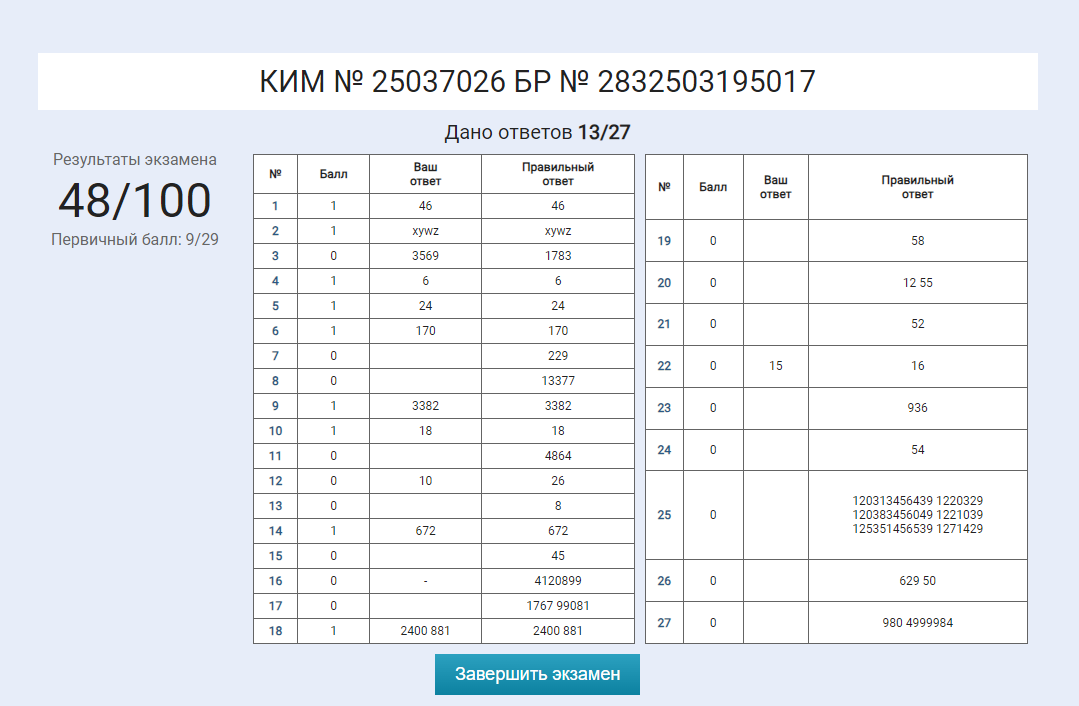 КИМ № 25037026 БР № 2832503195017
Дано ответов 13/27
Результаты экзамена
48/100
Первичный балл: 9/29
№ Балл Ваш ответ Правильный ответ
1 1 46 46
2 1 xywz xywz
3 0 3569 1783
4 1 6 6
5 1 24 24
6 1 170 170
7 0 229
8 0 13377
9 1 3382 3382
10 1 18 18
11 0 4864
12 0 10 26
13 0 8
14 1 672 672
15 0 45
16 0 - 4120899
17 0 1767 99081
18 1 2400 881 2400 881
№ Балл Ваш ответ Правильный ответ
19 0 58
20 0 12 55
21 0 52
22 0 15 16
23 0 936
24 0 54
25 0 120313456439 1220329
120383456049 1221039
125351456539 1271429
26 0 629 50
27 0 980 4999984
Завершить экзамен